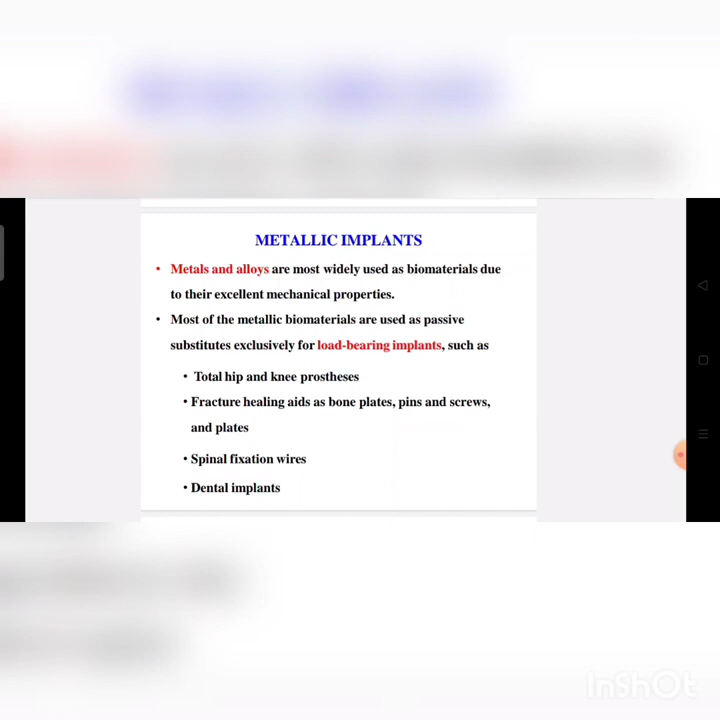 METALLIC IMPLANTS
• Metals and alloys are most widely used as biomaterials due
to their excellent mechanical properties.
• Most of the metallic biomaterials are used as passive
substitutes exclusively for load-bearing implants, such as
• Total hip and knee prostheses
• Fracture healing aids as bone plates, pins and screws,
and plates
• Spinal fixation wires
• Dental implants
InShOt